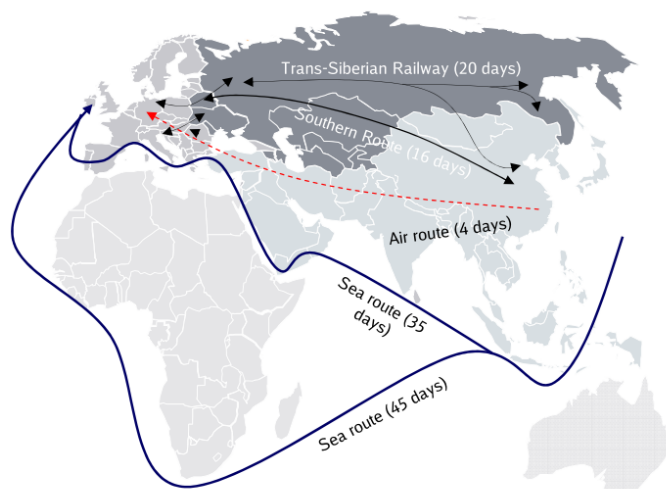 Trans-Siberian Railway (20 days)
Southern Route (16 days)
Air route (4 days)
Sea route (35
days)
Sea route (45 days)